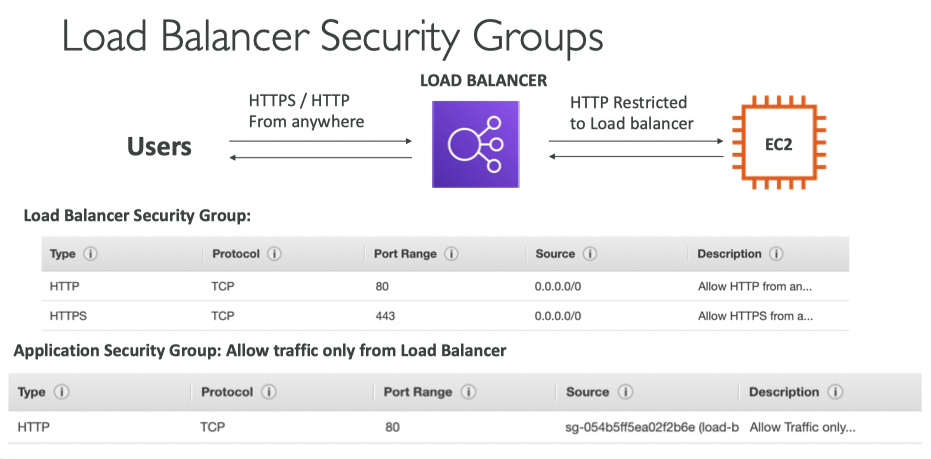 Load Balancer Security Groups
LOAD BALANCER
HTTPS / HTTP
From anywhere
HTTP Restricted
to Load balancer
Users
EC2
Load Balancer Security Group:
Type Protocol Port Range Source Description
HTTP TCP 80 0.0.0.0/0 Allow HTTP from an...
HTTPS TCP 443 0.0.0.0/0 Allow HTTPS from a...
Application Security Group: Allow traffic only from Load Balancer
Type Protocol Port Range Source Description
HTTP TCP 80 sg-054b5ff5ea02f2b6e (load-b Allow Traffic only...